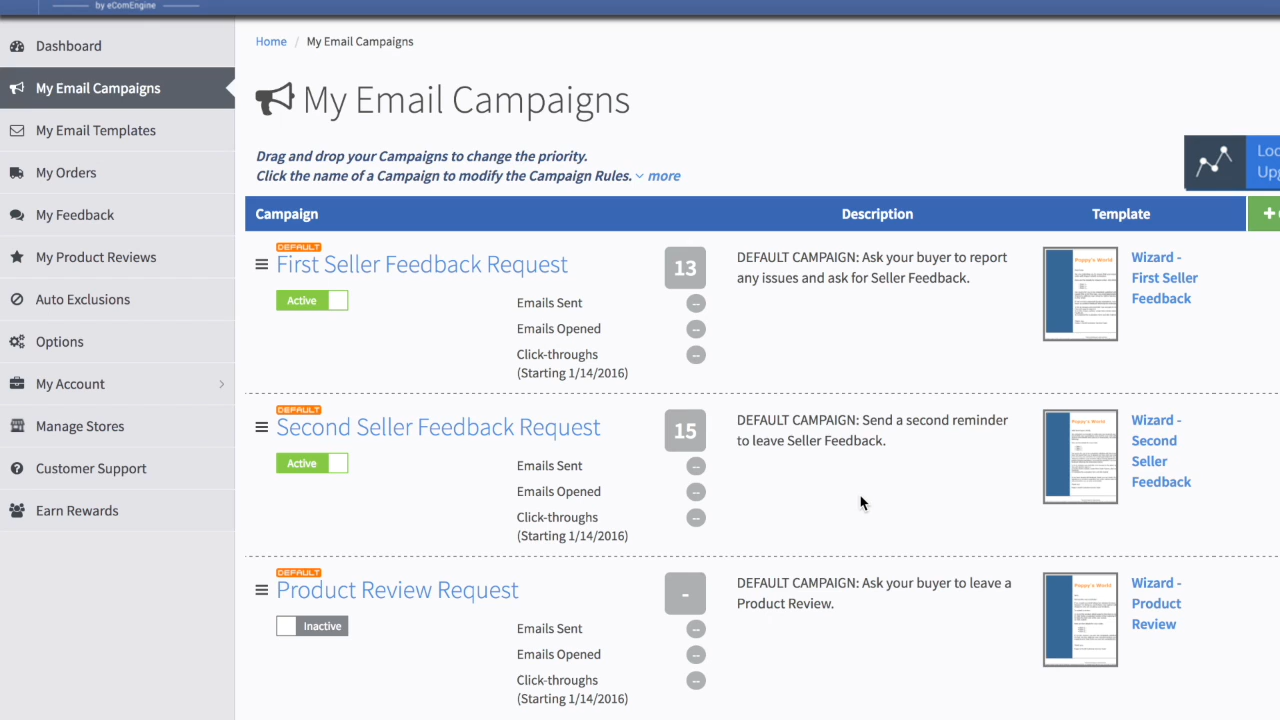 by eComEngine
Dashboard
My Email Campaigns
My Email Templates
My Orders
My Feedback
My Product Reviews
Auto Exclusions
Options
My Account
Manage Stores
Customer Support
Earn Rewards
Home / My Email Campaigns
My Email Campaigns
Drag and drop your Campaigns to change the priority.
Click the name of a Campaign to modify the Campaign Rules. more
Campaign Description Template
DEFAULT
First Seller Feedback Request
Active
13
Emails Sent --
Emails Opened --
Click-throughs --
(Starting 1/14/2016)
DEFAULT CAMPAIGN: Ask your buyer to report
any issues and ask for Seller Feedback.
Poppy's World
Wizard -
First Seller
Feedback
DEFAULT
Second Seller Feedback Request
Active
15
Emails Sent --
Emails Opened --
Click-throughs --
(Starting 1/14/2016)
DEFAULT CAMPAIGN: Send a second reminder
to leave Seller Feedback.
Poppy's World
Wizard -
Second
Seller
Feedback
DEFAULT
Product Review Request
Inactive
-
Emails Sent --
Emails Opened --
Click-throughs --
(Starting 1/14/2016)
DEFAULT CAMPAIGN: Ask your buyer to leave a
Product Review.
Poppy's World
Wizard -
Product
Review